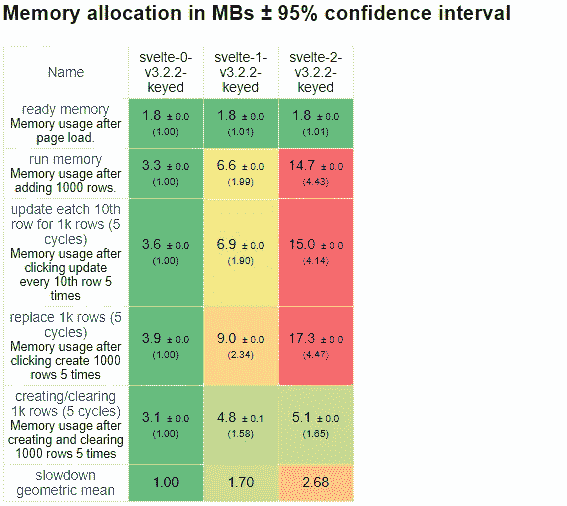 Memory allocation in MBs ± 95% confidence interval
Name
svelte-0-
v3.2.2-
keyed
svelte-1-
v3.2.2-
keyed
svelte-2-
v3.2.2-
keyed
ready memory
Memory usage after
page load.
1.8 ± 0.0
(1.00)
1.8 ± 0.0
(1.01)
1.8 ± 0.0
(1.01)
run memory
Memory usage after
adding 1000 rows.
3.3 ± 0.0
(1.00)
6.6 ± 0.0
(1.99)
14.7 ± 0.0
(4.43)
update eatch 10th
row for 1k rows (5
cycles)
Memory usage after
clicking update
every 10th row 5
times
3.6 ± 0.0
(1.00)
6.9 ± 0.0
(1.90)
15.0 ± 0.0
(4.14)
replace 1k rows (5
cycles)
Memory usage after
clicking create 1000
rows 5 times
3.9 ± 0.0
(1.00)
9.0 ± 0.0
(2.34)
17.3 ± 0.0
(4.47)
creating/clearing
1k rows (5 cycles)
Memory usage after
creating and clearing
1000 rows 5 times
3.1 ± 0.0
(1.00)
4.8 ± 0.1
(1.58)
5.1 ± 0.0
(1.65)
slowdown
geometric mean
1.00
1.70
2.68